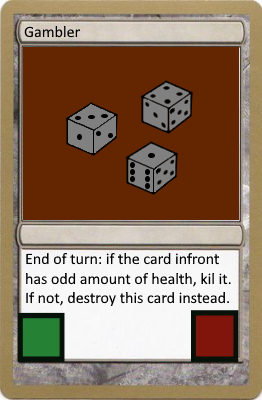 Gambler
End of turn: if the card infront
has odd amount of health, kil it.
If not, destroy this card instead.